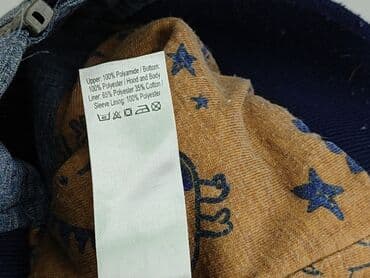 Upper: 100% Polyamide / Bottom:
100% Polyester / Hood and Body
Liner: 65% Polyester 35% Cotton /
Sleeve Lining: 100% Polyester